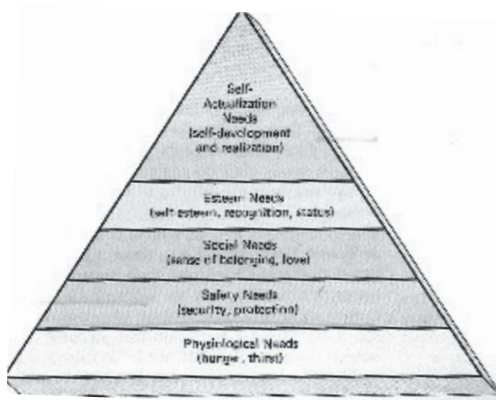 Self-
Actualization
Needs
(self-development
and realization)
Esteem Needs
(self esteem, recognition, status)
Social Needs
(sense of belonging, love)
Safety Needs
(security, protection)
Physiological Needs
(hunger, thirst)